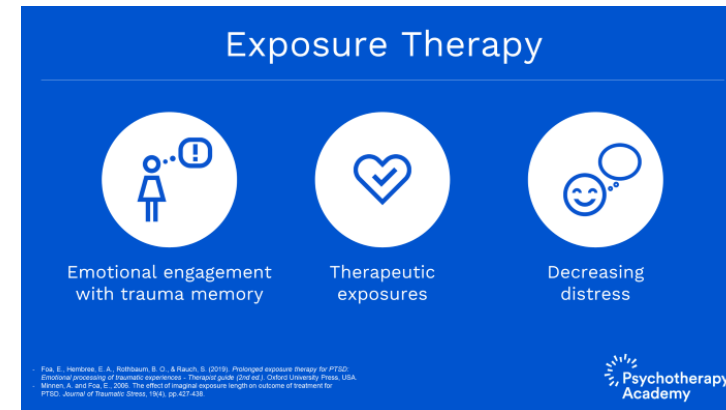 Exposure Therapy
!
Emotional engagement
with trauma memory
Therapeutic
exposures
Decreasing
distress
- Foa, E., Hembree, E. A., Rothbaum, B. O., & Rauch, S. (2019). Prolonged exposure therapy for PTSD:
Emotional processing of traumatic experiences - Therapist guide (2nd ed.). Oxford University Press, USA.
- Minnen, A. and Foa, E., 2006. The effect of imaginal exposure length on outcome of treatment for
PTSD. Journal of Traumatic Stress, 19(4), pp.427-438.
Psychotherapy
Academy